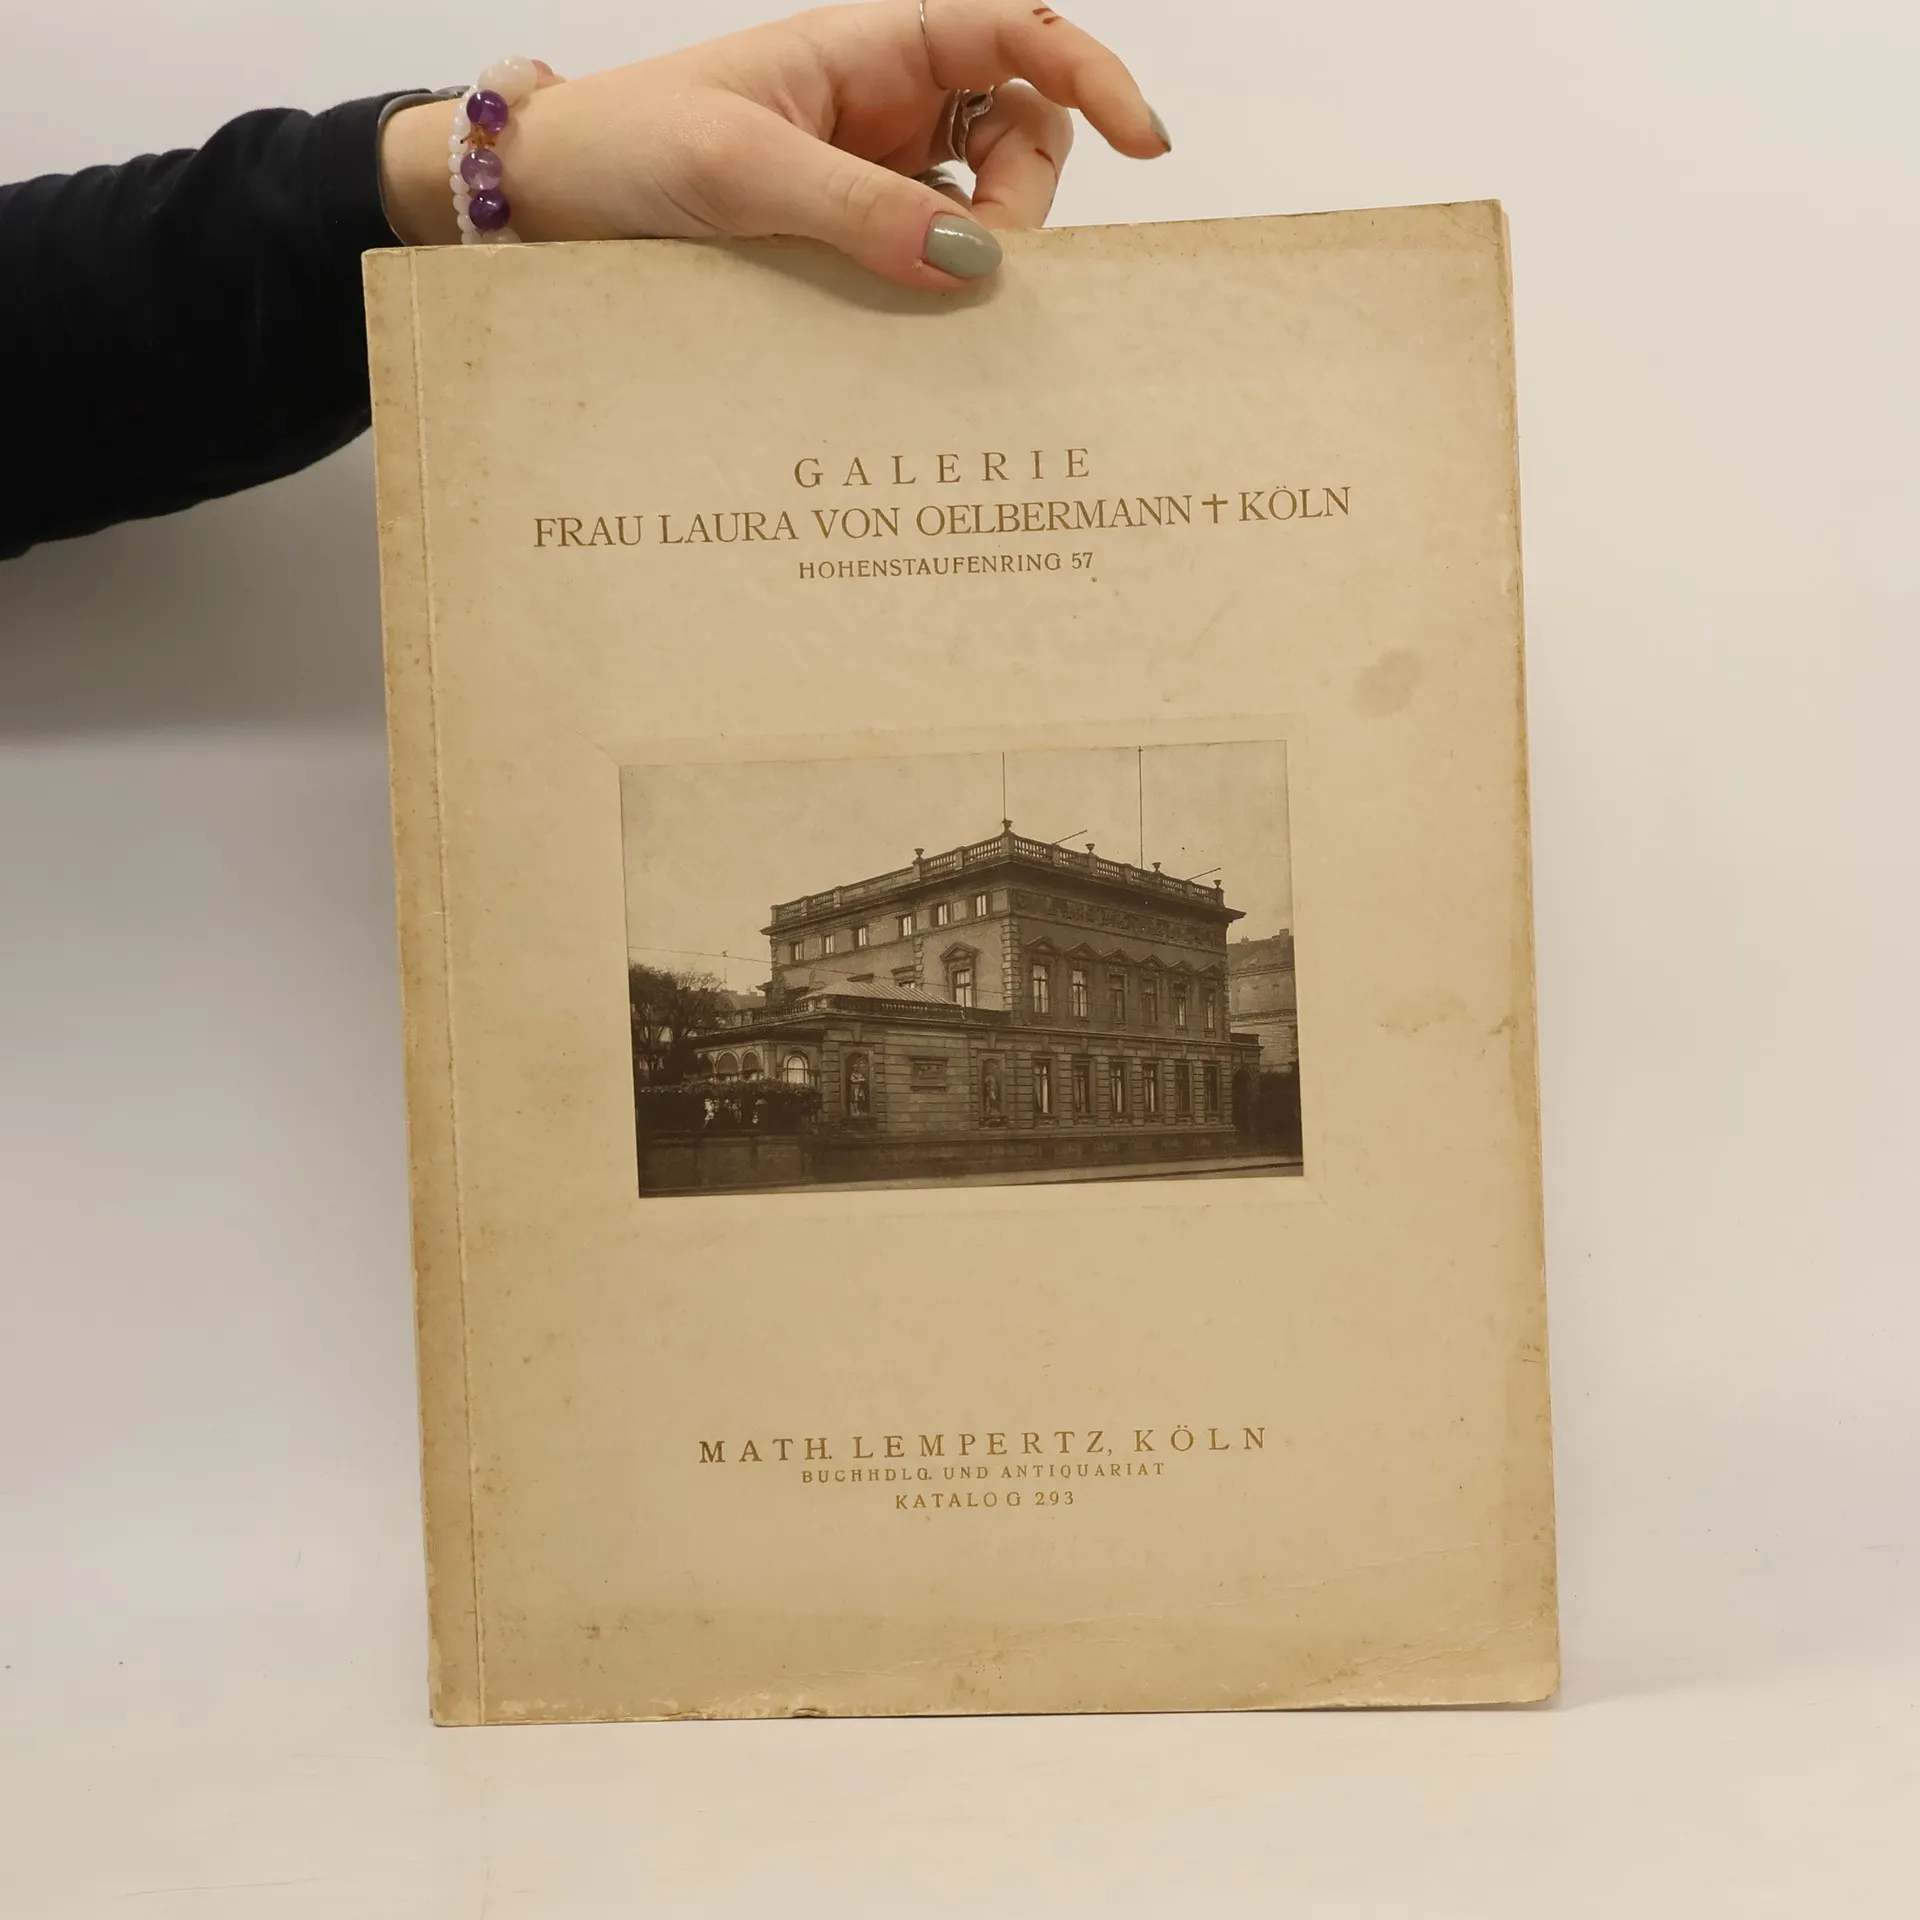 GALERIE
FRAU LAURA VON OELBERMANN † KÖLN
HOHENSTAUFENRING 57
MATH. LEMPERTZ, KÖLN
BUCHHDLG. UND ANTIQUARIAT
KATALOG 293